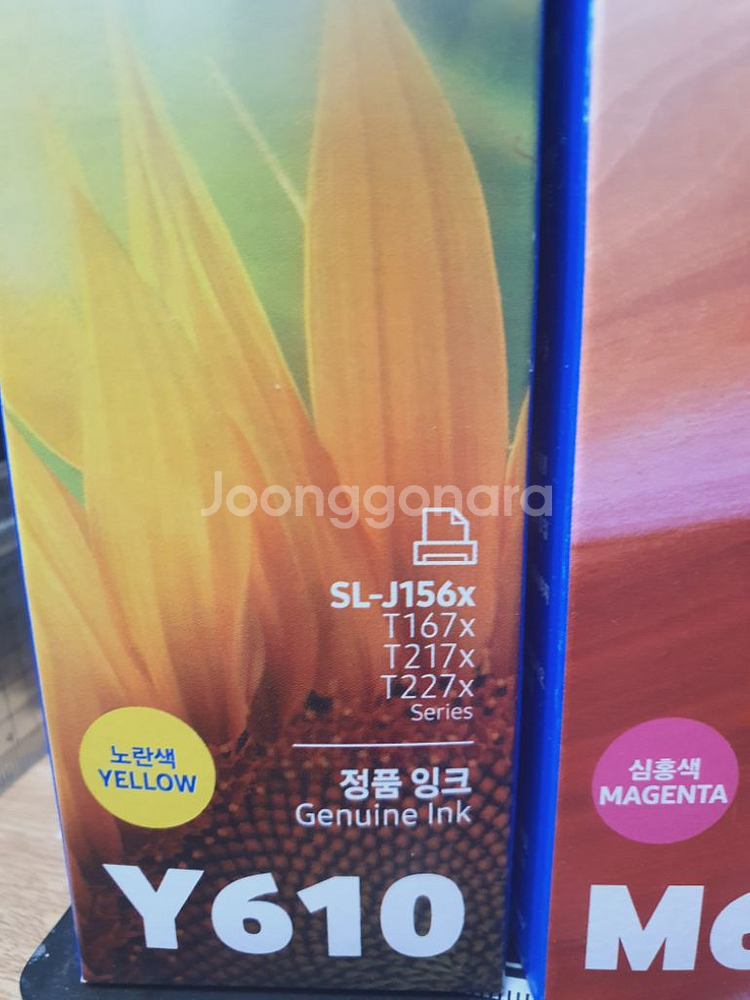 Joonggonara
SL-J156x
T167x
T217x
T227x
Series
노란색
YELLOW
정품 잉크
Genuine Ink
Y610
심홍색
MAGENTA
M6